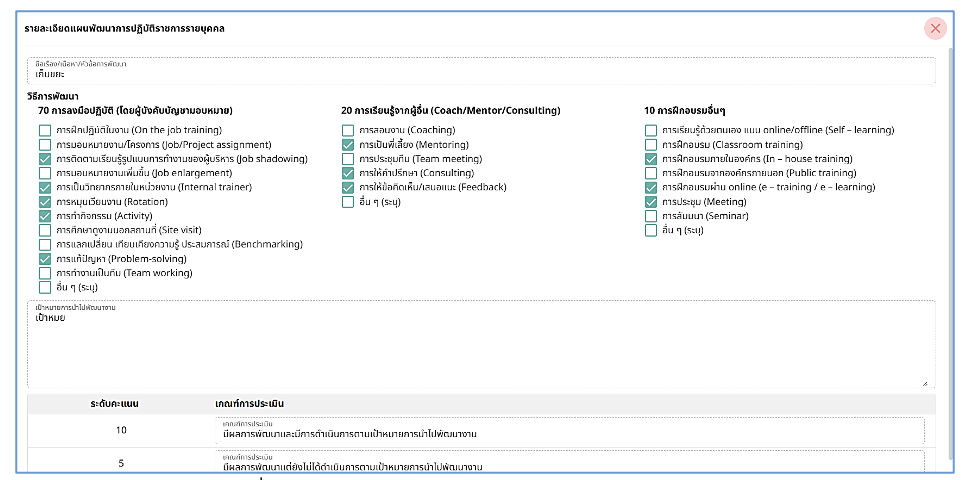 รายละเอียดแผนพัฒนาการปฏิบัติราชการรายบุคคล
ชื่อเรื่อง/เนื้อหา/หัวข้อการพัฒนา
เก็บขยะ
วิธีการพัฒนา
70 การลงมือปฏิบัติ (โดยผู้บังคับบัญชามอบหมาย)
การฝึกปฏิบัติในงาน (On the job training)
การมอบหมายงาน/โครงการ (Job/Project assignment)
การติดตามเรียนรู้รูปแบบการทำงานของผู้บริหาร (Job shadowing)
การมอบหมายงานเพิ่มขึ้น (Job enlargement)
การเป็นวิทยากรภายในหน่วยงาน (Internal trainer)
การหมุนเวียนงาน (Rotation)
การทำกิจกรรม (Activity)
การศึกษาดูงานนอกสถานที่ (Site visit)
การแลกเปลี่ยน เทียบเคียงความรู้ ประสบการณ์ (Benchmarking)
การแก้ปัญหา (Problem-solving)
การทำงานเป็นทีม (Team working)
อื่น ๆ (ระบุ)
20 การเรียนรู้จากผู้อื่น (Coach/Mentor/Consulting)
การสอนงาน (Coaching)
การเป็นพี่เลี้ยง (Mentoring)
การประชุมทีม (Team meeting)
การให้คำปรึกษา (Consulting)
การให้ข้อคิดเห็น/เสนอแนะ (Feedback)
อื่น ๆ (ระบุ)
10 การฝึกอบรมอื่นๆ
การเรียนรู้ด้วยตนเอง แบบ online/offline (Self – learning)
การฝึกอบรม (Classroom training)
การฝึกอบรมภายในองค์กร (In – house training)
การฝึกอบรมจากองค์กรภายนอก (Public training)
การฝึกอบรมผ่าน online (e – training / e – learning)
การประชุม (Meeting)
การสัมมนา (Seminar)
อื่น ๆ (ระบุ)
เป้าหมายการนำไปพัฒนางาน
เป้าหมย
ระดับคะแนน เกณฑ์การประเมิน
เกณฑ์การประเมิน
10 มีผลการพัฒนาและมีการดำเนินการตามเป้าหมายการนำไปพัฒนางาน
เกณฑ์การประเมิน
5 มีผลการพัฒนาแต่ยังไม่ได้ดำเนินการตามเป้าหมายการนำไปพัฒนางาน